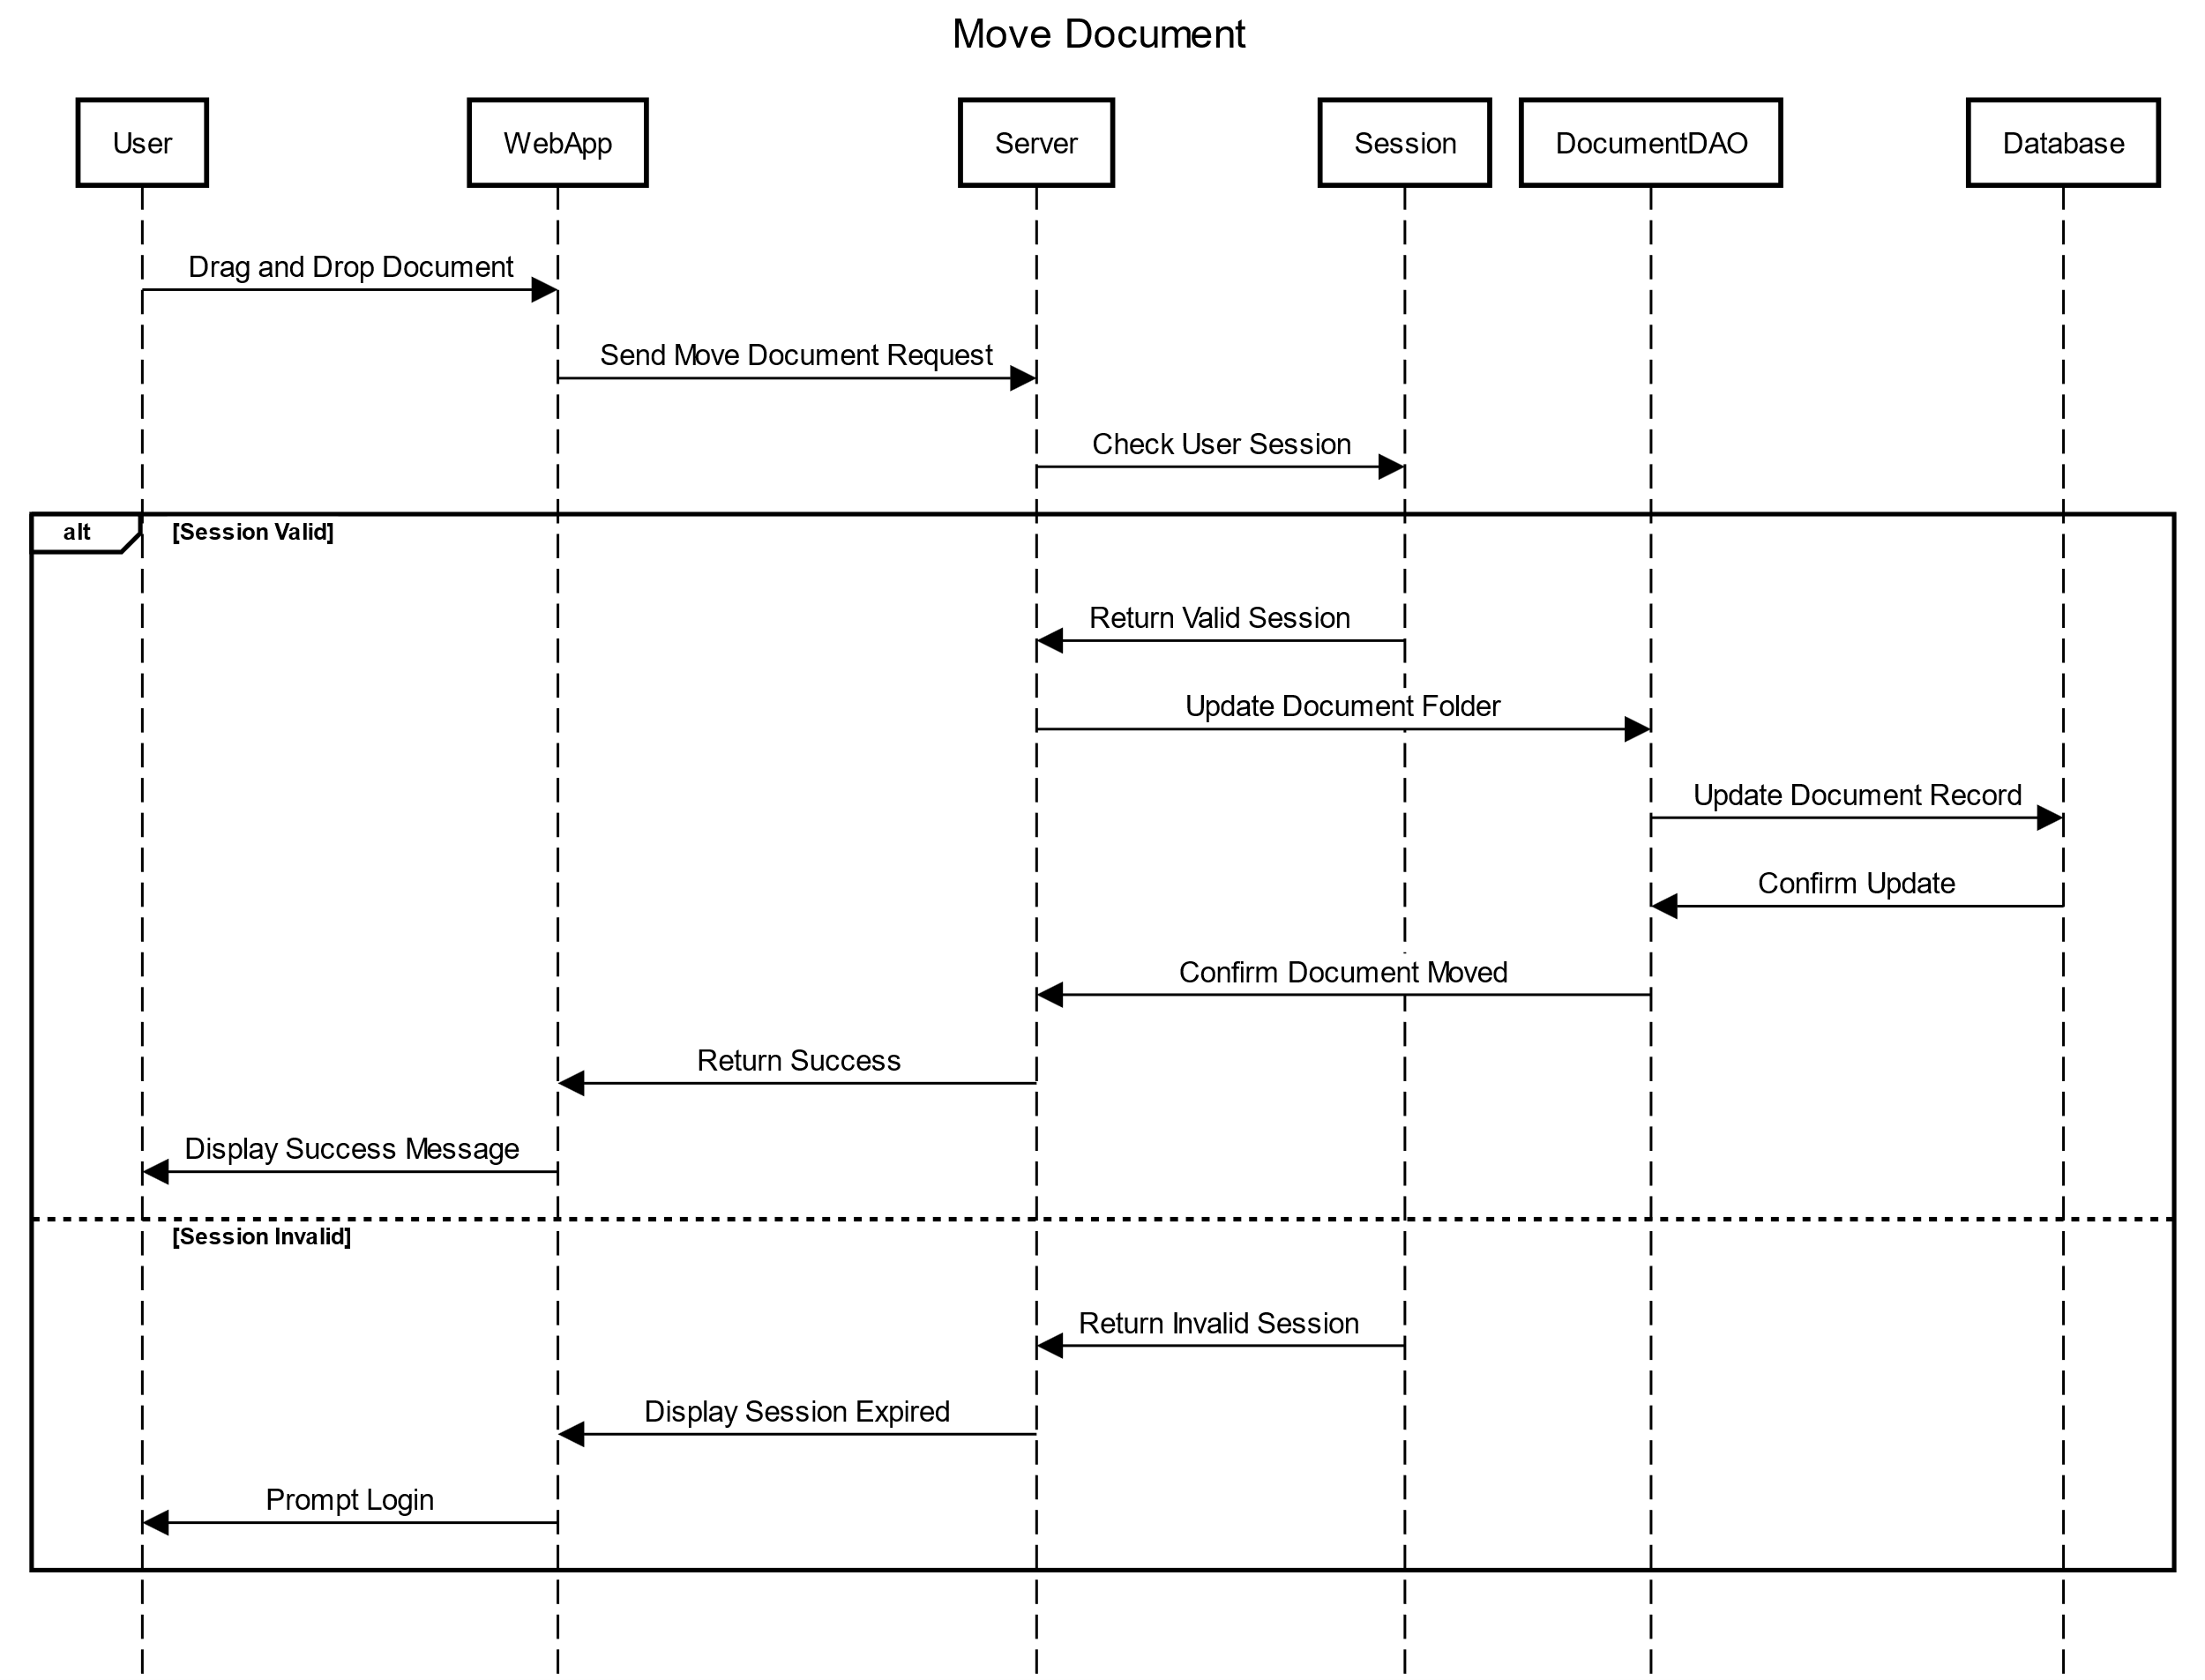 Move Document
User
WebApp
Server
Session
DocumentDAO
Database
Drag and Drop Document
Send Move Document Request
Check User Session
alt
[Session Valid]
Return Valid Session
Update Document Folder
Update Document Record
Confirm Update
Confirm Document Moved
Return Success
Display Success Message
[Session Invalid]
Return Invalid Session
Display Session Expired
Prompt Login